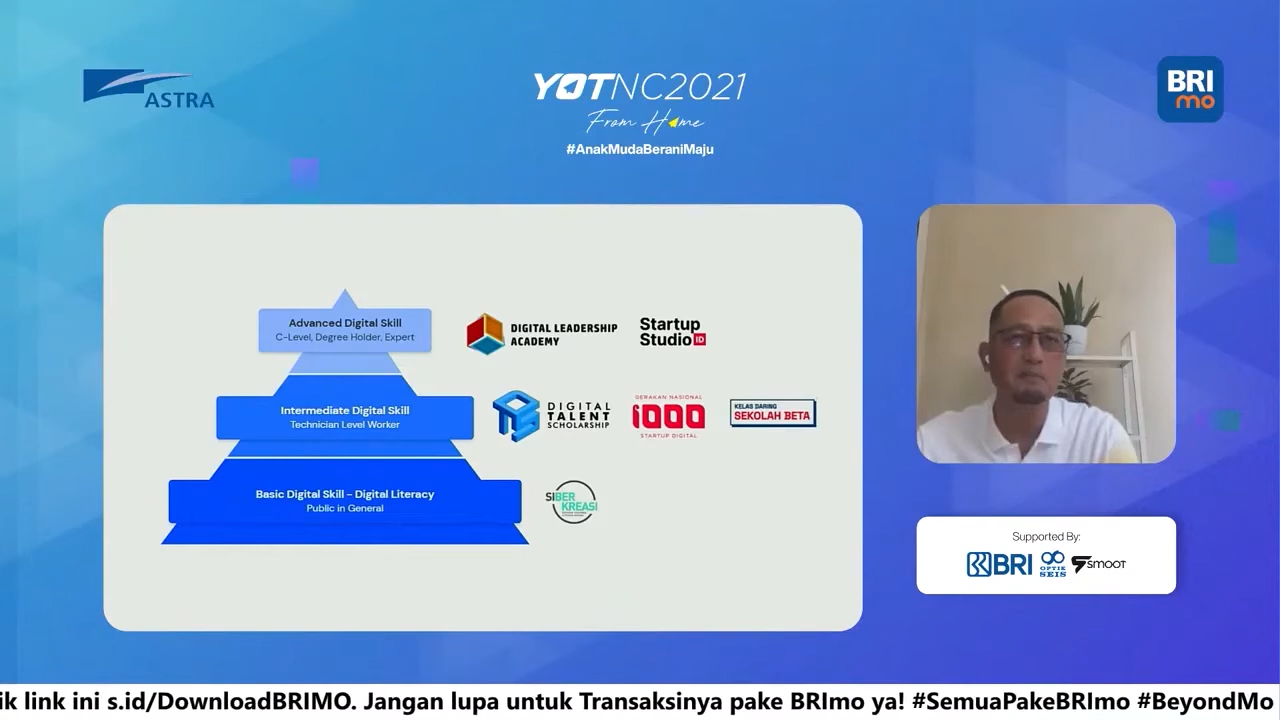 ASTRA
YOTNC2021
From Home
#AnakMudaBeraniMaju
BRI
mo
Advanced Digital Skill
C-Level, Degree Holder, Expert
DIGITAL LEADERSHIP
ACADEMY
Startup
Studio ID
Intermediate Digital Skill
Technician Level Worker
DIGITAL
TALENT
SCHOLARSHIP
GERAKAN NASIONAL
1000
STARTUP DIGITAL
KELAS DARING
SEKOLAH BETA
Basic Digital Skill – Digital Literacy
Public in General
SIBER
KREASI
Supported By:
BRI
OPTIK
SEIS
SMOOT
ik link ini s.id/DownloadBRIMO. Jangan lupa untuk Transaksinya pake BRImo ya! #SemuaPakeBRImo #BeyondMo